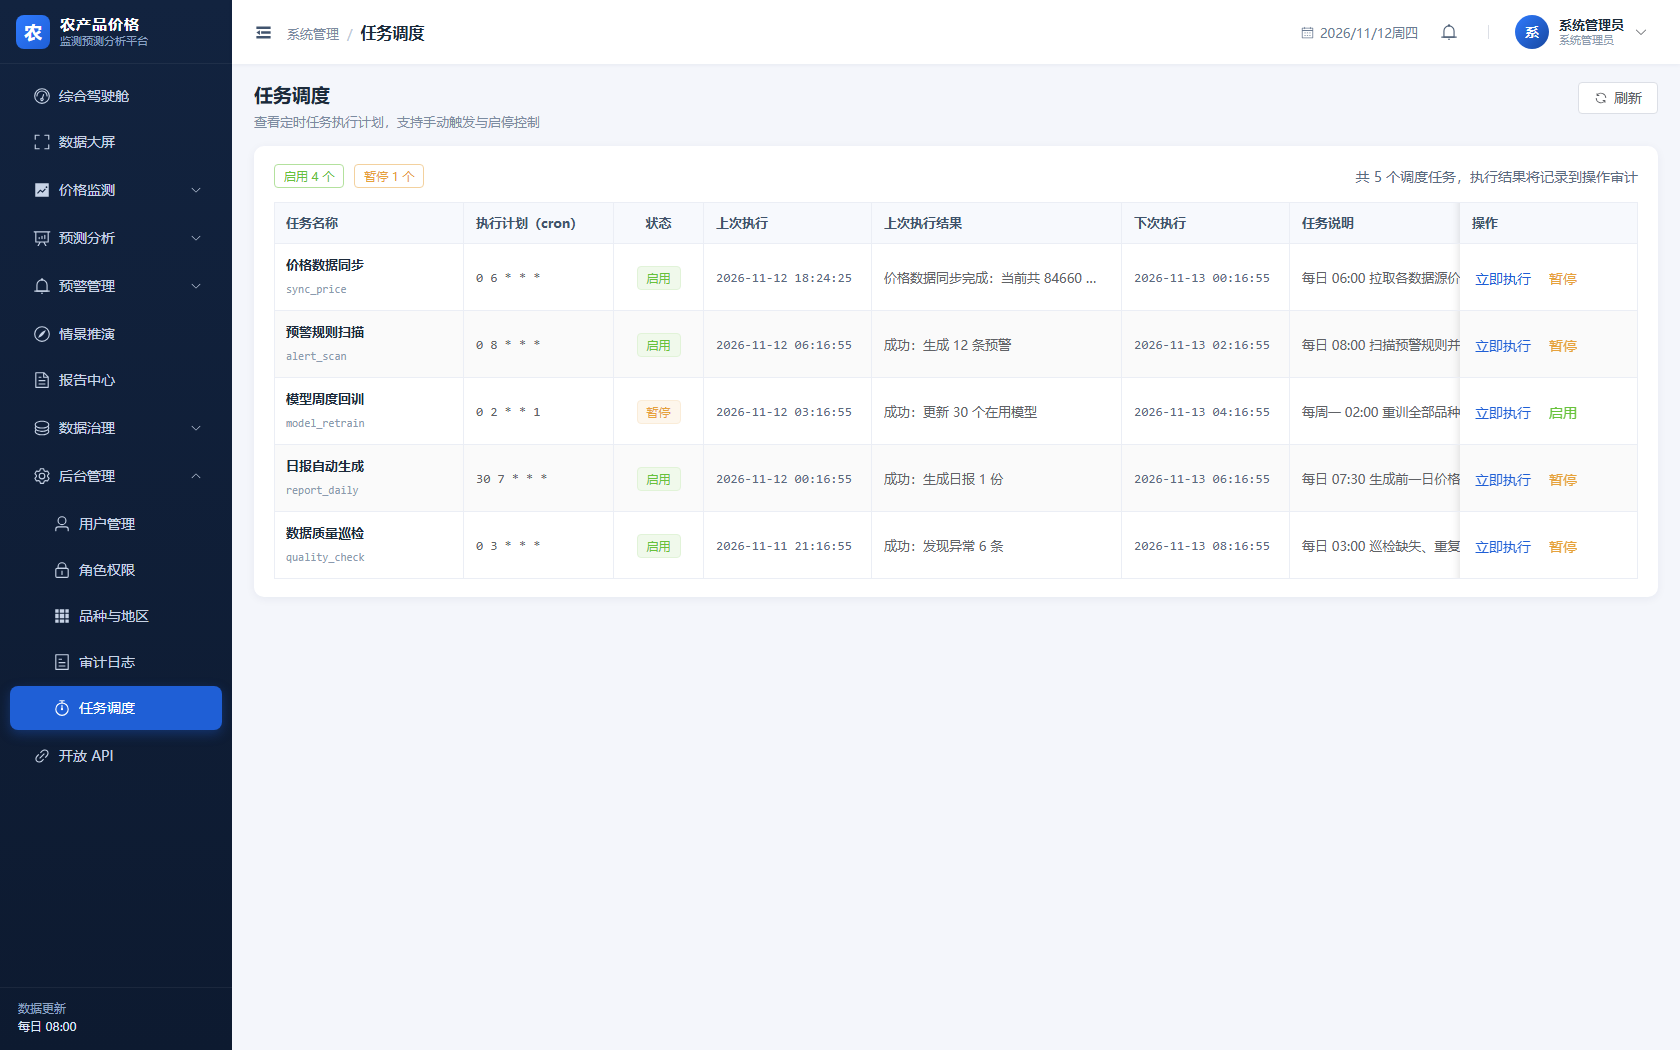 农
农产品价格
监测预测分析平台
综合驾驶舱
数据大屏
价格监测
预测分析
预警管理
情景推演
报告中心
数据治理
后台管理
用户管理
角色权限
品种与地区
审计日志
任务调度
开放 API
数据更新
每日 08:00
系统管理 / 任务调度
2026/11/12周四
系
系统管理员
系统管理员
任务调度
查看定时任务执行计划，支持手动触发与启停控制
刷新
启用 4 个 暂停 1 个
共 5 个调度任务，执行结果将记录到操作审计
任务名称 执行计划（cron） 状态 上次执行 上次执行结果 下次执行 任务说明 操作
价格数据同步
sync_price
0 6 * * * 启用 2026-11-12 18:24:25 价格数据同步完成：当前共 84660 ... 2026-11-13 00:16:55 每日 06:00 拉取各数据源价 立即执行 暂停
预警规则扫描
alert_scan
0 8 * * * 启用 2026-11-12 06:16:55 成功：生成 12 条预警 2026-11-13 02:16:55 每日 08:00 扫描预警规则并 立即执行 暂停
模型周度回训
model_retrain
0 2 * * 1 暂停 2026-11-12 03:16:55 成功：更新 30 个在用模型 2026-11-13 04:16:55 每周一 02:00 重训全部品种 立即执行 启用
日报自动生成
report_daily
30 7 * * * 启用 2026-11-12 00:16:55 成功：生成日报 1 份 2026-11-13 06:16:55 每日 07:30 生成前一日价格 立即执行 暂停
数据质量巡检
quality_check
0 3 * * * 启用 2026-11-11 21:16:55 成功：发现异常 6 条 2026-11-13 08:16:55 每日 03:00 巡检缺失、重复 立即执行 暂停